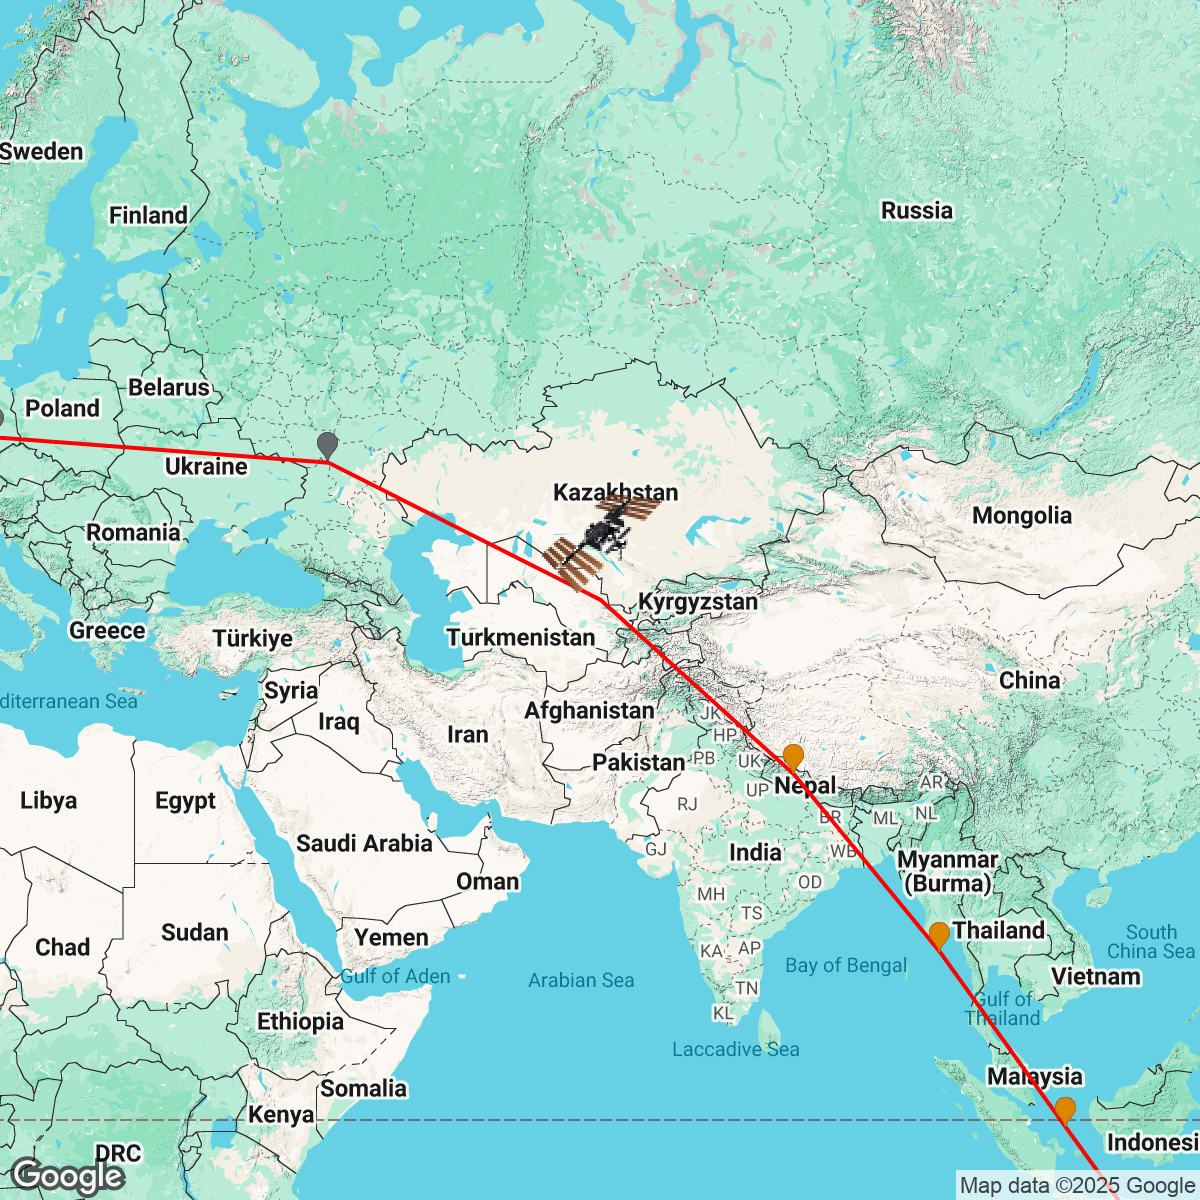 Sweden
Finland
Russia
Belarus
Poland
Ukraine
Kazakhstan
Mongolia
Romania
Kyrgyzstan
Greece
Türkiye
Turkmenistan
China
Syria
diterranean Sea
Iraq
Afghanistan
JK
HP
Iran
Pakistan
PB
UK
Nepal
AR
UP
Libya
Egypt
RJ
BR
ML
NL
Saudi Arabia
GJ
India
WB
Myanmar
(Burma)
Oman
OD
MH
TS
Chad
Sudan
Yemen
Thailand
South
China Sea
KA
AP
Bay of Bengal
Gulf of Aden
Arabian Sea
TN
Vietnam
Gulf of
Thailand
KL
Ethiopia
Laccadive Sea
Somalia
Malaysia
Kenya
DRC
Indonesi
Google
Map data ©2025 Google